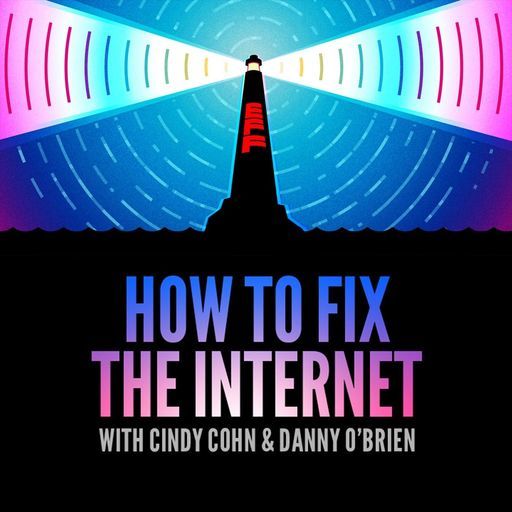 EFF
HOW TO FIX
THE INTERNET
WITH CINDY COHN & DANNY O'BRIEN